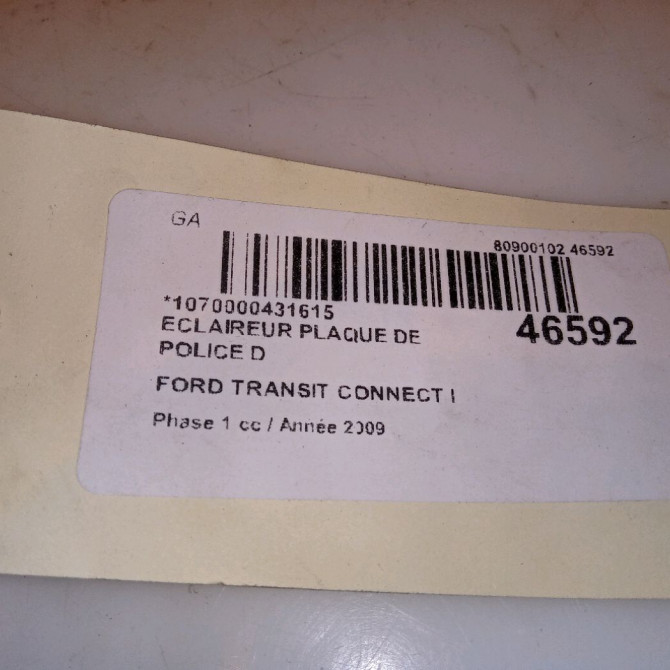 GA
80900102 46592
*1070000431615
46592
ECLAIREUR PLAQUE DE
POLICE D
FORD TRANSIT CONNECT I
Phase 1 cc / Année 2009